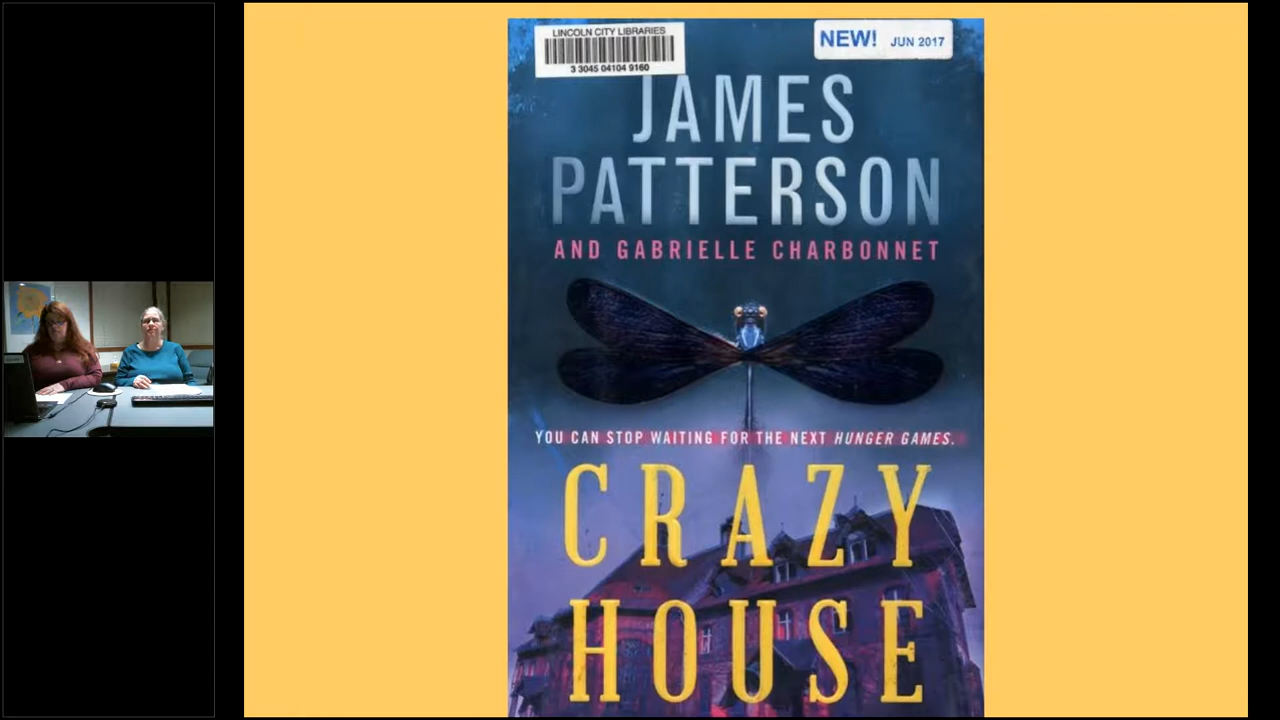 LINCOLN CITY LIBRARIES
3 3045 04104 9160
NEW! JUN 2017
JAMES
PATTERSON
AND GABRIELLE CHARBONNET
YOU CAN STOP WAITING FOR THE NEXT HUNGER GAMES.
CRAZY
HOUSE